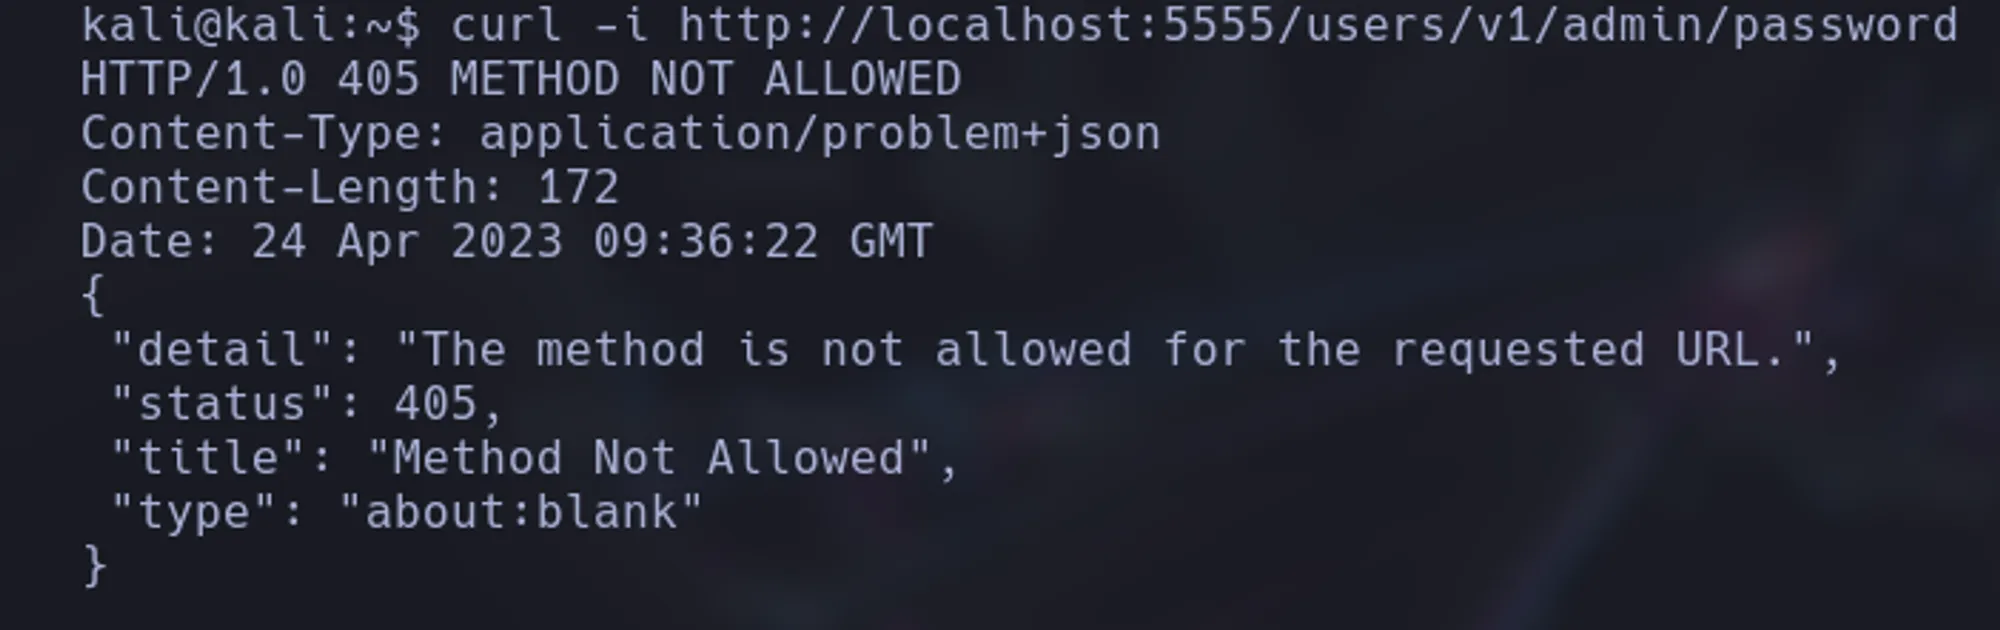 kali@kali:~$ curl -i http://localhost:5555/users/v1/admin/password
HTTP/1.0 405 METHOD NOT ALLOWED
Content-Type: application/problem+json
Content-Length: 172
Date: 24 Apr 2023 09:36:22 GMT
{
 "detail": "The method is not allowed for the requested URL.",
 "status": 405,
 "title": "Method Not Allowed",
 "type": "about:blank"
}